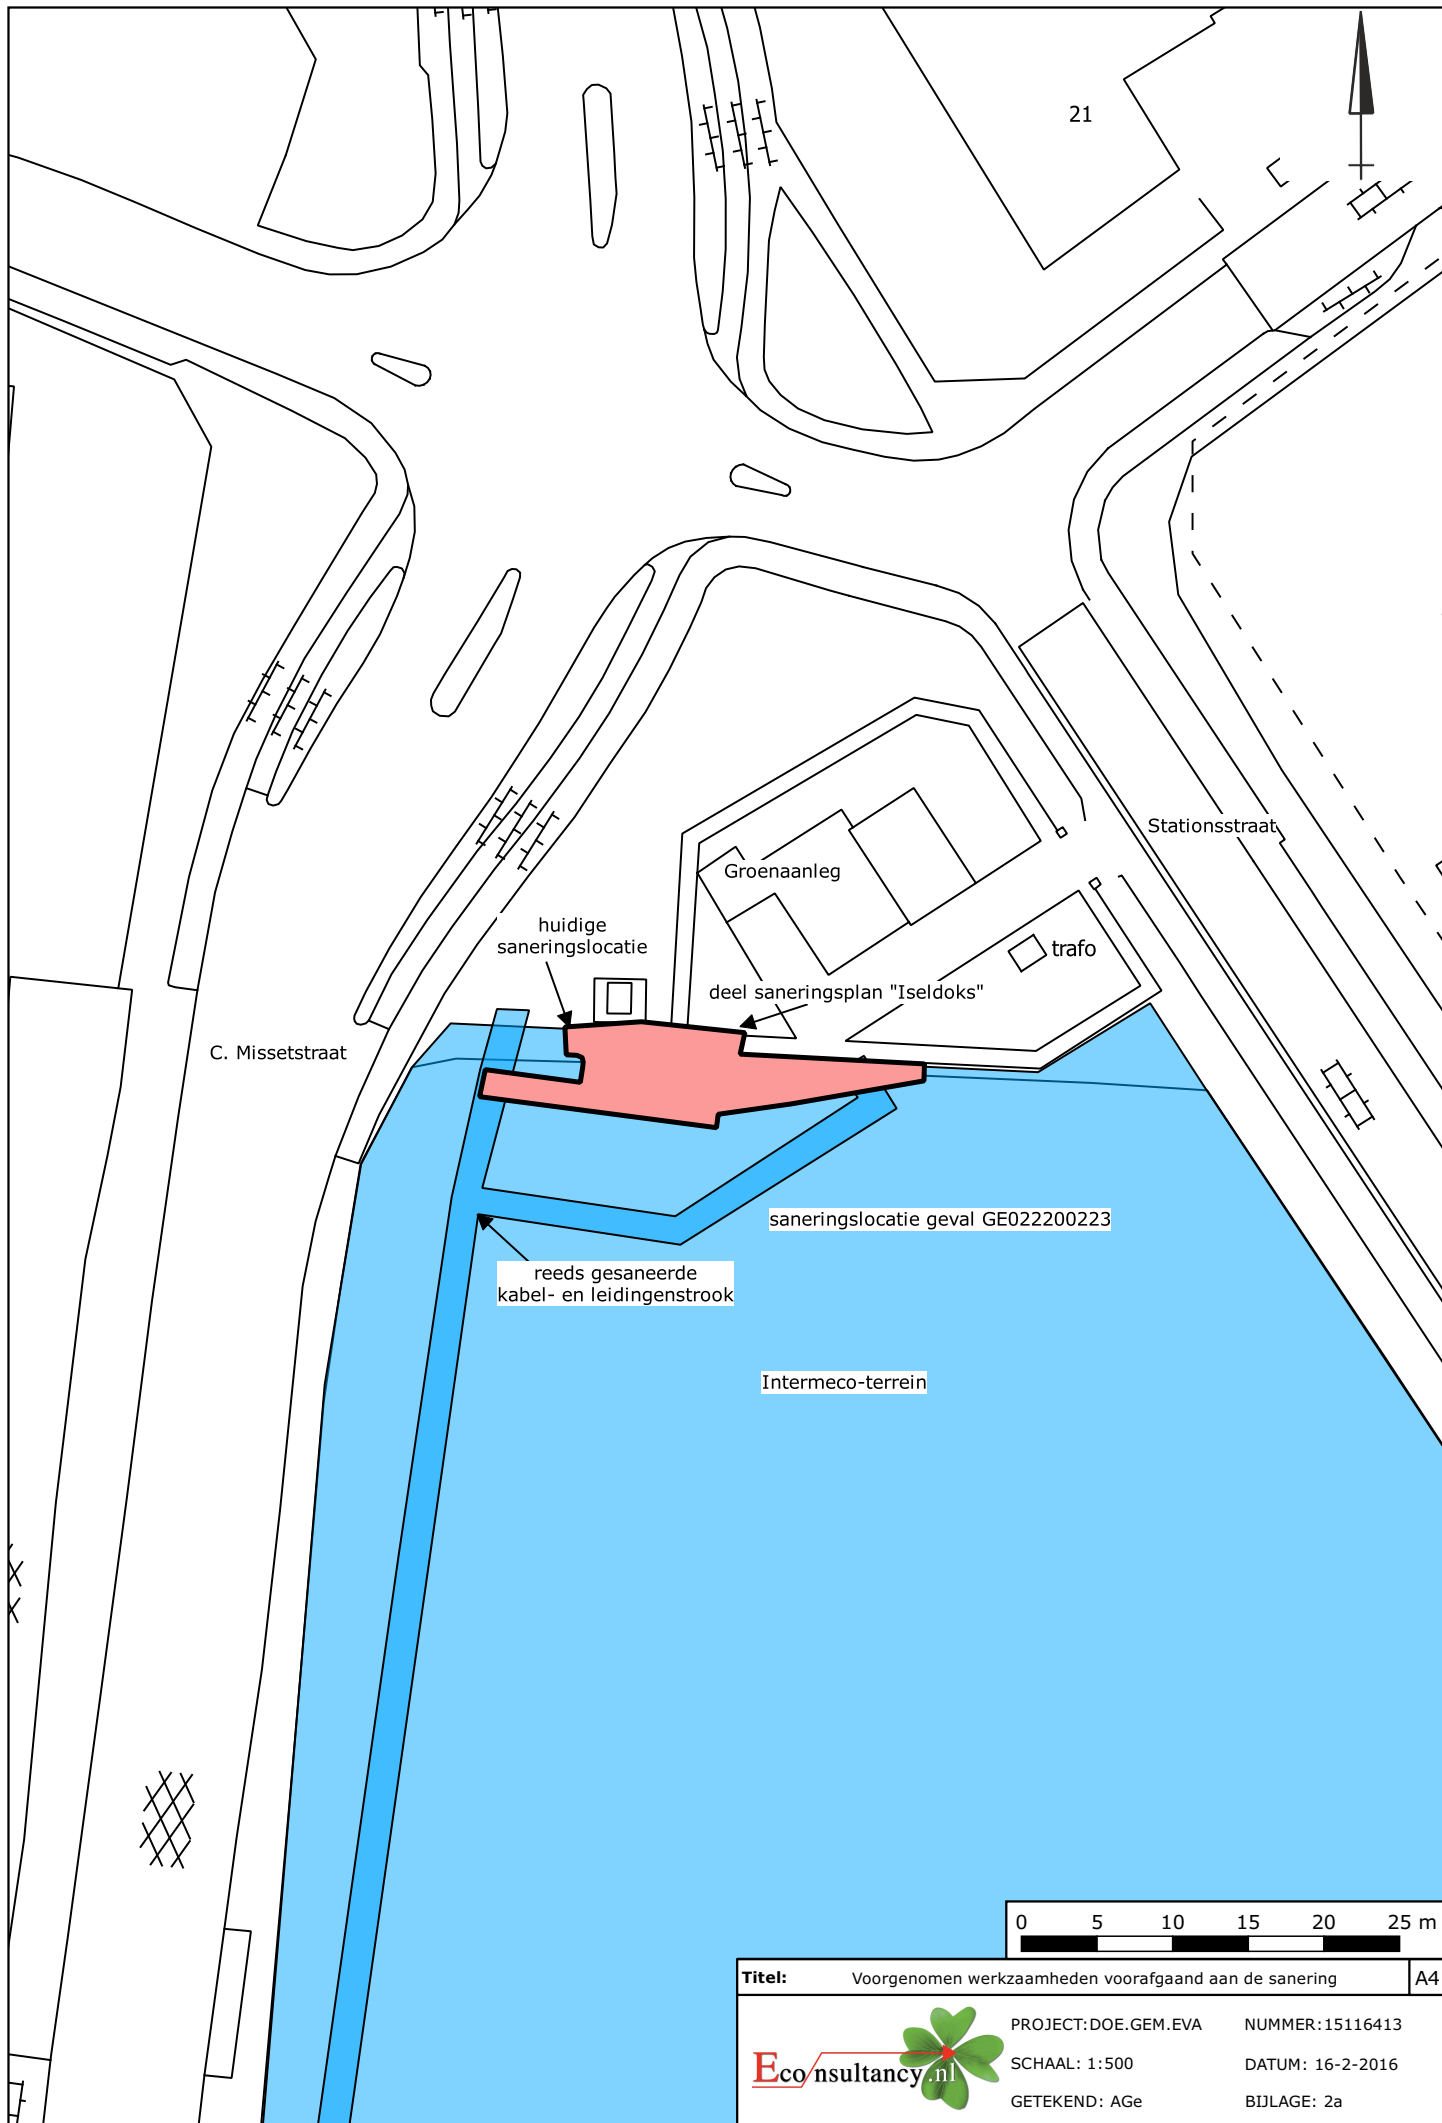 21
Stationsstraat
Groenaanleg
huidige
saneringslocatie
trafo
deel saneringsplan "Iseldoks"
C. Missetstraat
saneringslocatie geval GE022200223
reeds gesaneerde
kabel- en leidingenstrook
Intermeco-terrein
0 5 10 15 20 25 m
Titel: Voorgenomen werkzaamheden voorafgaand aan de sanering A4
Econsultancy.nl
PROJECT:DOE.GEM.EVA NUMMER:15116413
SCHAAL: 1:500 DATUM: 16-2-2016
GETEKEND: AGe BIJLAGE: 2a